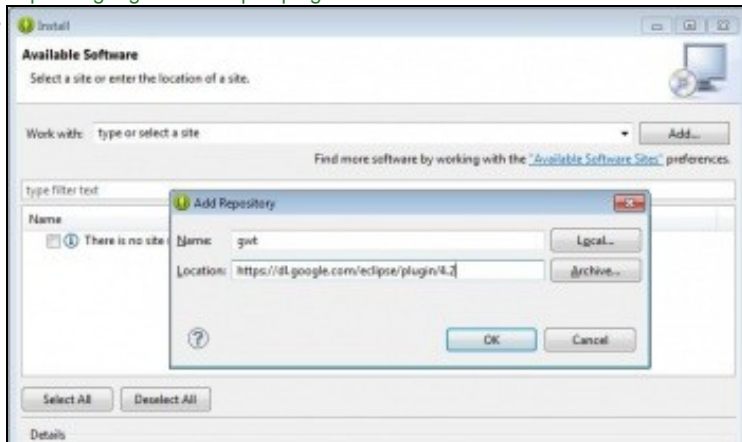 Install
Available Software
Select a site or enter the location of a site.
Work with: type or select a site
Add...
Find more software by working with the "Available Software Sites" preferences.
type filter text
Add Repository
Name
There is no site
Name: gwt
Local...
Location: https://dl.google.com/eclipse/plugin/4.2
Archive...
OK
Cancel
Select All
Deselect All
Details